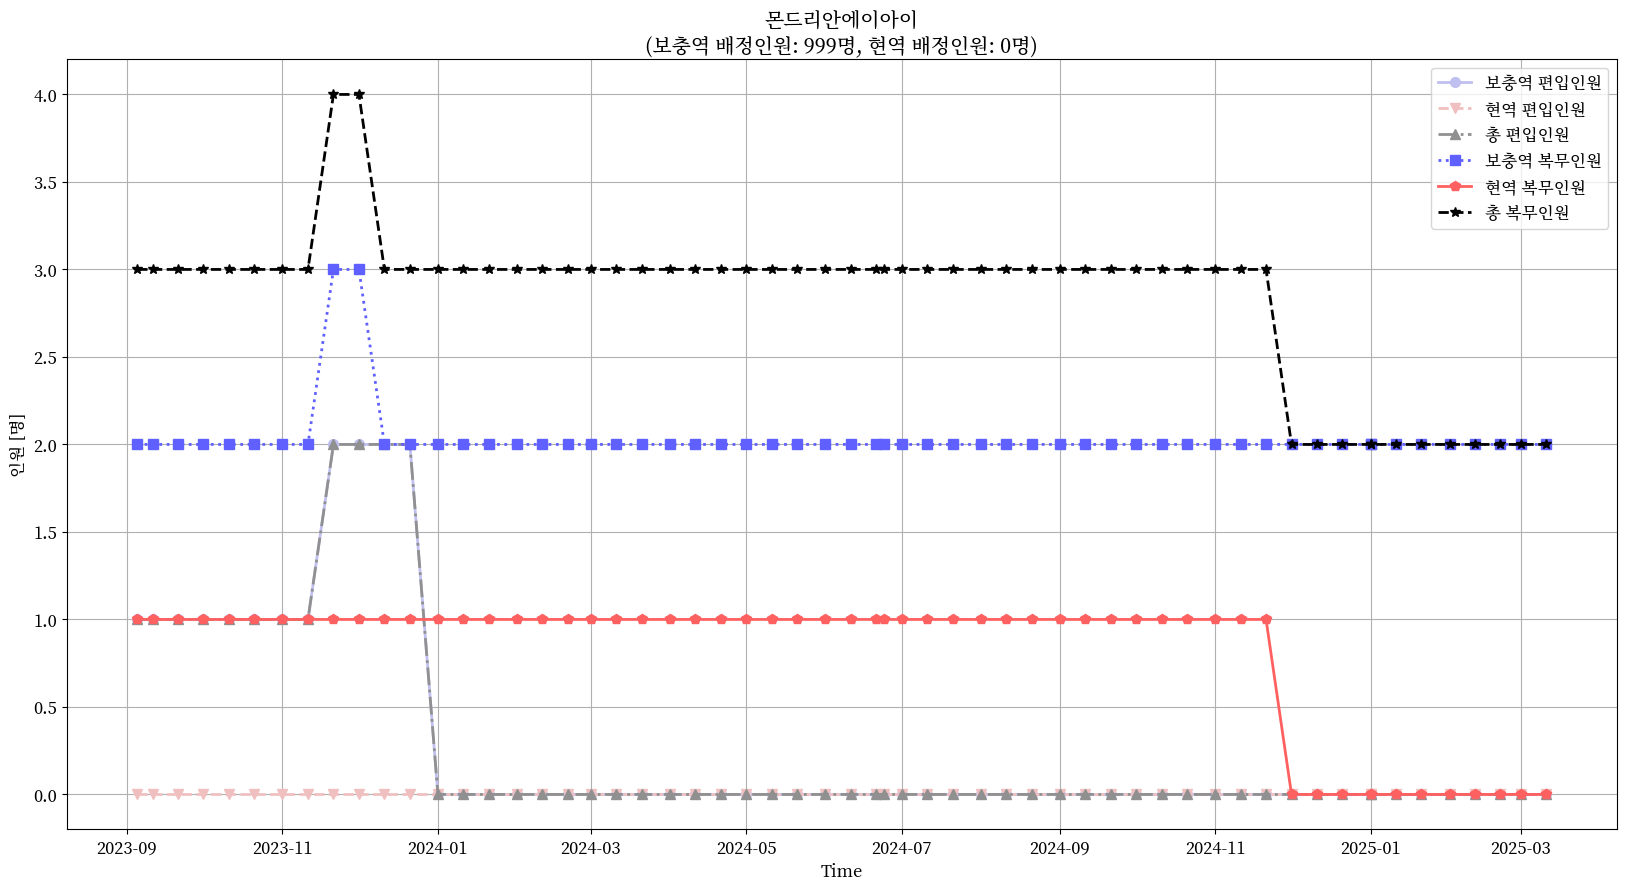 몬드리안에이아이
(보충역 배정인원: 999명, 현역 배정인원: 0명)
보충역 편입인원
현역 편입인원
총 편입인원
보충역 복무인원
현역 복무인원
총 복무인원
인원 [명]
4.0
3.5
3.0
2.5
2.0
1.5
1.0
0.5
0.0
2023-09
2023-11
2024-01
2024-03
2024-05
2024-07
2024-09
2024-11
2025-01
2025-03
Time